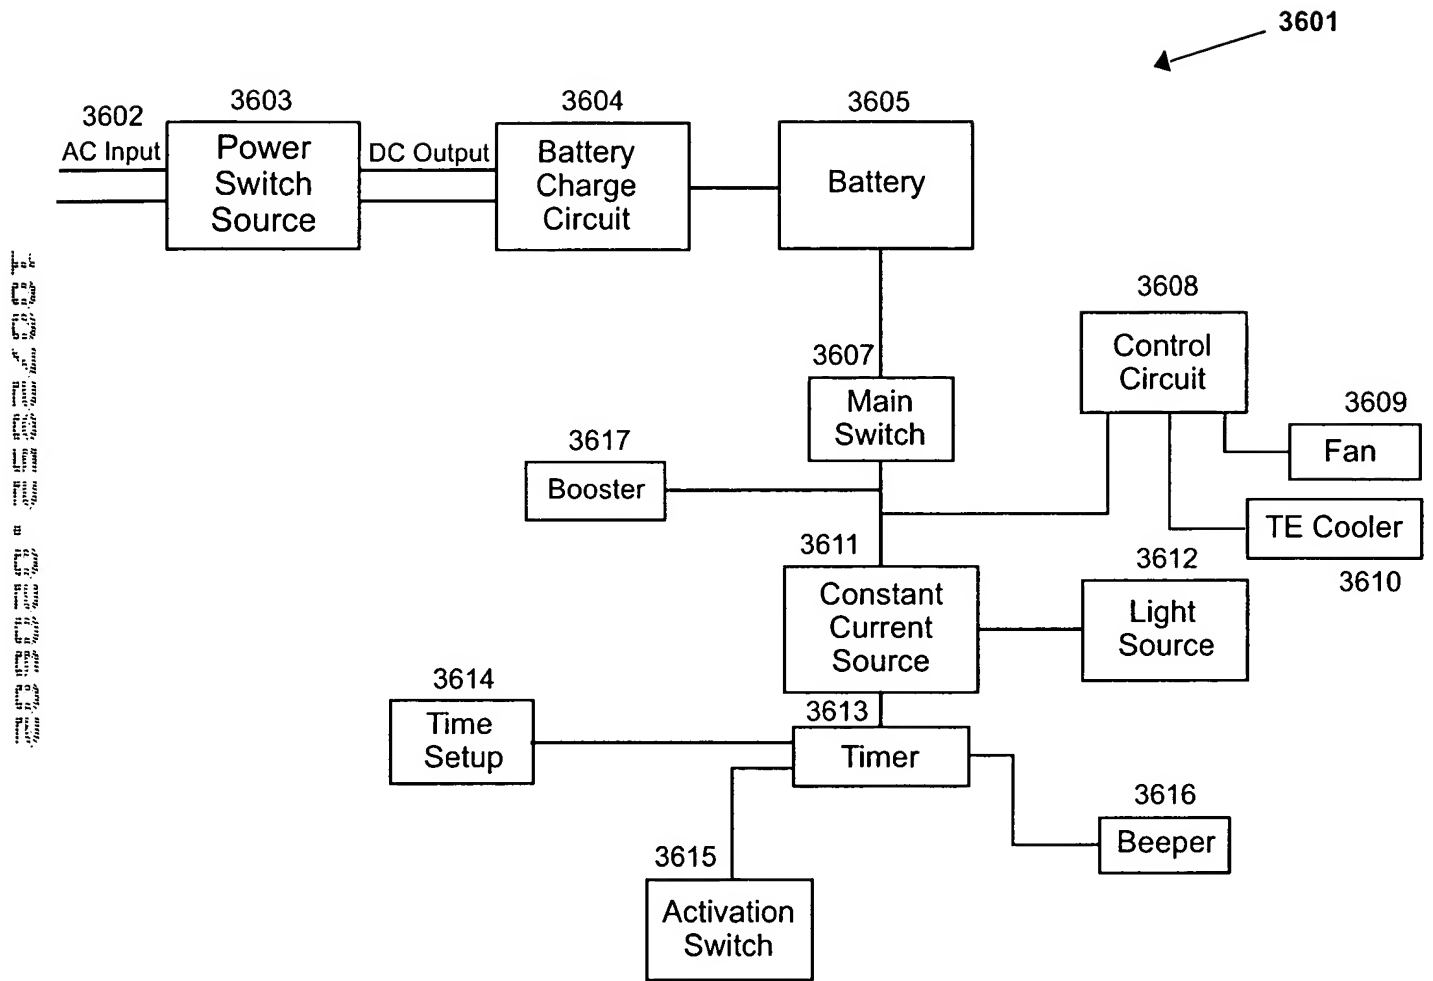 3601
3602
AC Input
3603
Power
Switch
Source
DC Output
3604
Battery
Charge
Circuit
3605
Battery
3607
Main
Switch
3608
Control
Circuit
3609
Fan
TE Cooler
3610
3617
Booster
3611
Constant
Current
Source
3612
Light
Source
3614
Time
Setup
3613
Timer
3616
Beeper
3615
Activation
Switch
10072852.020602